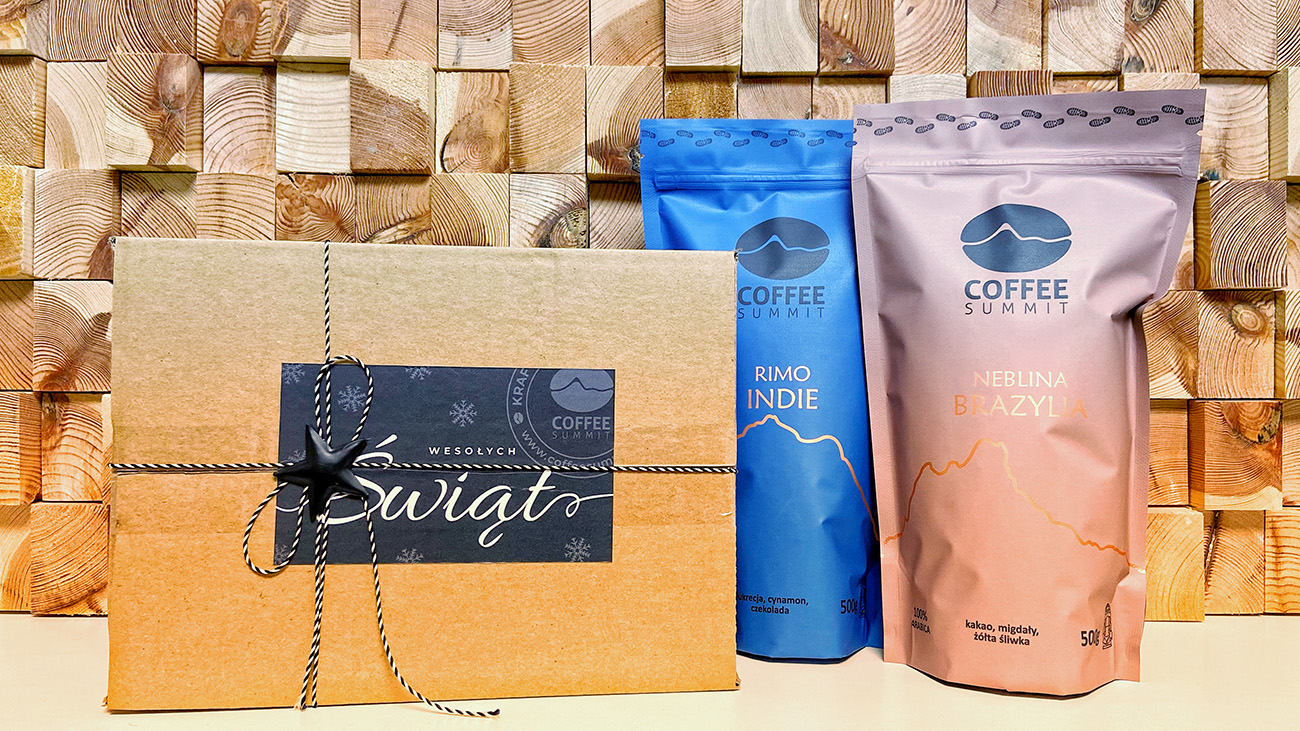 WESOŁYCH
Świąt
COFFEE
SUMMIT
COFFEE
SUMMIT
RIMO
INDIE
cynamon,
czekolada
COFFEE
SUMMIT
NEBLINA
BRAZYLIA
100%
ARABICA
kakao, migdały,
żółta śliwka
500g